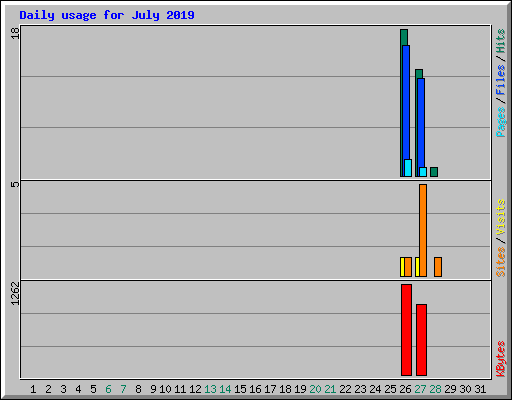 Daily usage for July 2019
18
5
1262
Pages / Files / Hits
Sites / Visits
KBytes
1 2 3 4 5 6 7 8 9 10 11 12 13 14 15 16 17 18 19 20 21 22 23 24 25 26 27 28 29 30 31